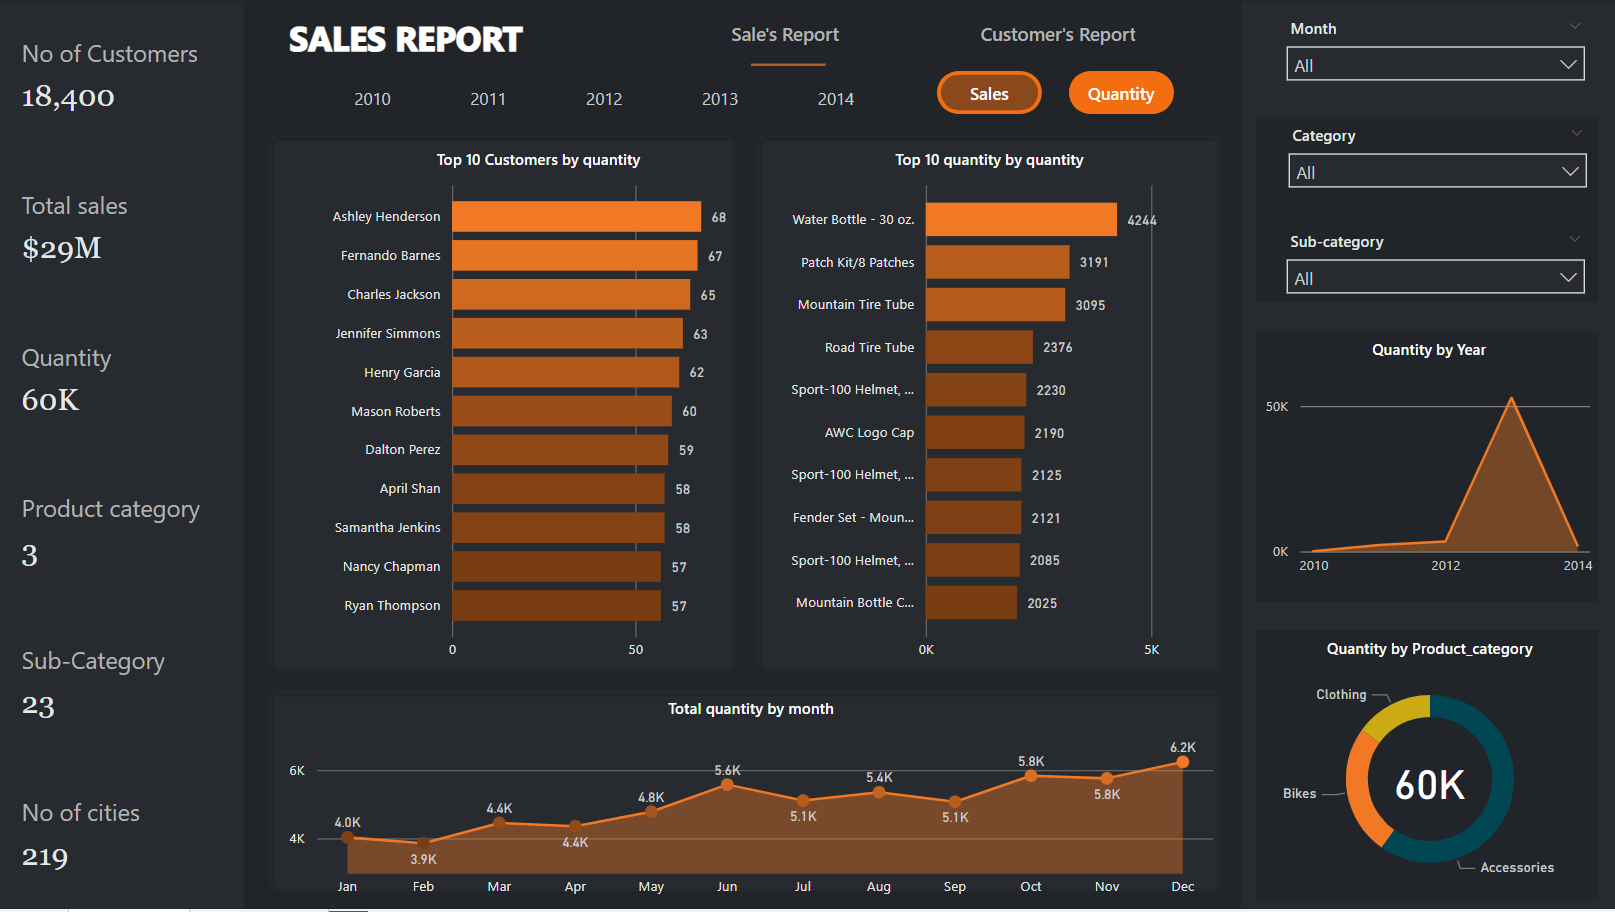 No of Customers
18,400
Total sales
$29M
Quantity
60K
Product category
3
Sub-Category
23
No of cities
219
SALES REPORT
Sale's Report
Customer's Report
2010
2011
2012
2013
2014
Sales
Quantity
Top 10 Customers by quantity
Ashley Henderson 68
Fernando Barnes 67
Charles Jackson 65
Jennifer Simmons 63
Henry Garcia 62
Mason Roberts 60
Dalton Perez 59
April Shan 58
Samantha Jenkins 58
Nancy Chapman 57
Ryan Thompson 57
0 50
Top 10 quantity by quantity
Water Bottle - 30 oz. 4244
Patch Kit/8 Patches 3191
Mountain Tire Tube 3095
Road Tire Tube 2376
Sport-100 Helmet, ... 2230
AWC Logo Cap 2190
Sport-100 Helmet, ... 2125
Fender Set - Moun... 2121
Sport-100 Helmet, ... 2085
Mountain Bottle C... 2025
0K 5K
Total quantity by month
6K
4K
4.0K 3.9K 4.4K 4.4K 4.8K 5.6K 5.1K 5.4K 5.1K 5.8K 5.8K 6.2K
Jan Feb Mar Apr May Jun Jul Aug Sep Oct Nov Dec
Month
All
Category
All
Sub-category
All
Quantity by Year
50K
0K
2010 2012 2014
Quantity by Product_category
Clothing
Bikes
60K
Accessories